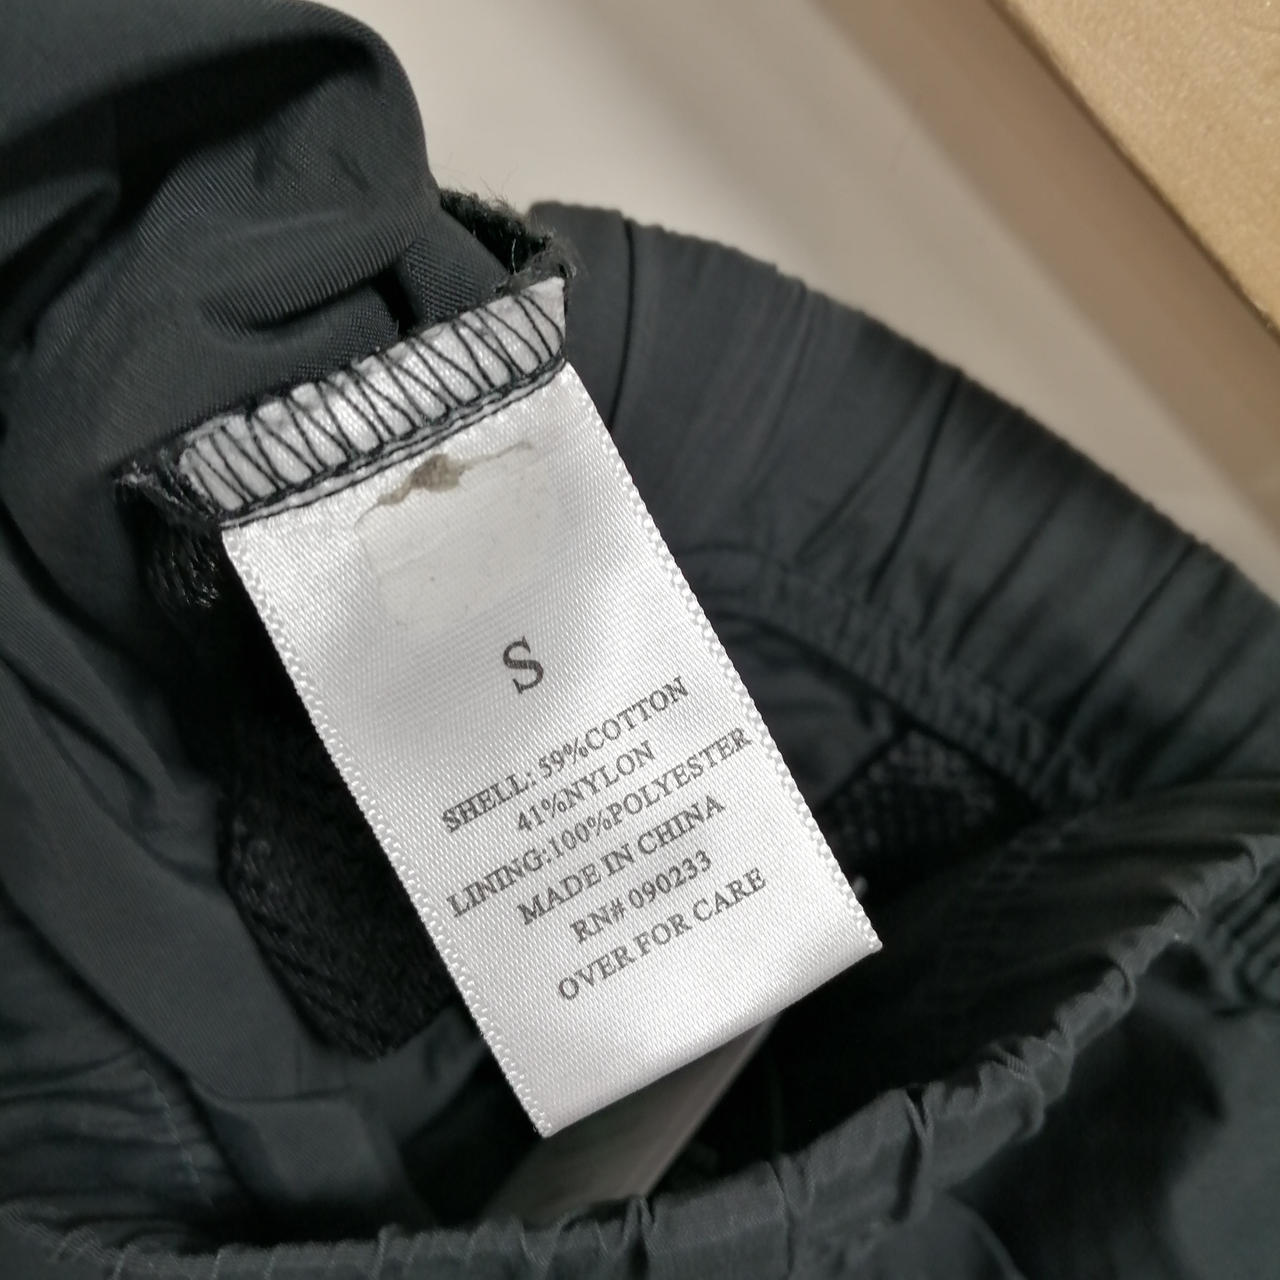 S
SHELL: 59%COTTON
41%NYLON
LINING:100%POLYESTER
MADE IN CHINA
RN# 090233
OVER FOR CARE